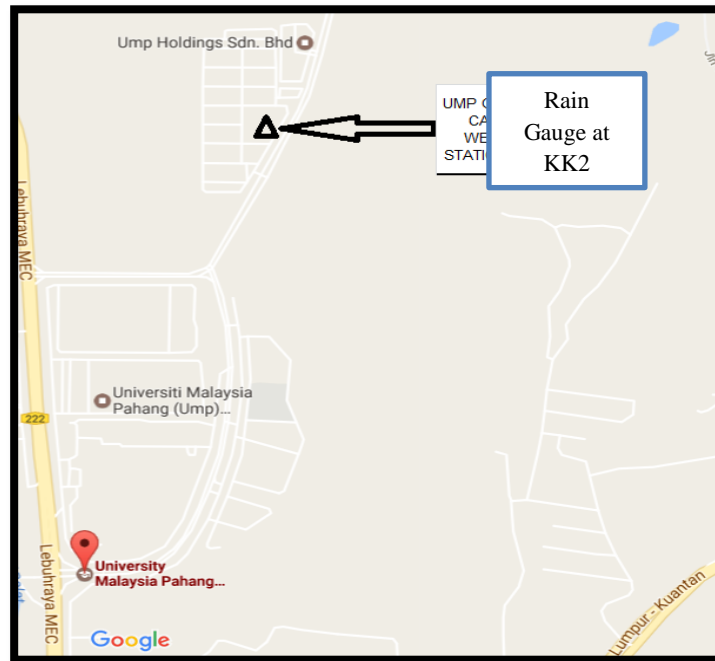 Ump Holdings Sdn. Bhd
UMP
CA
WE
STATI
Rain
Gauge at
KK2
Lebuhraya MEC
Universiti Malaysia
Pahang (Ump)...
222
University
Malaysia Pahang...
Lebuhraya MEC
Google
Lumpur - Kuantan